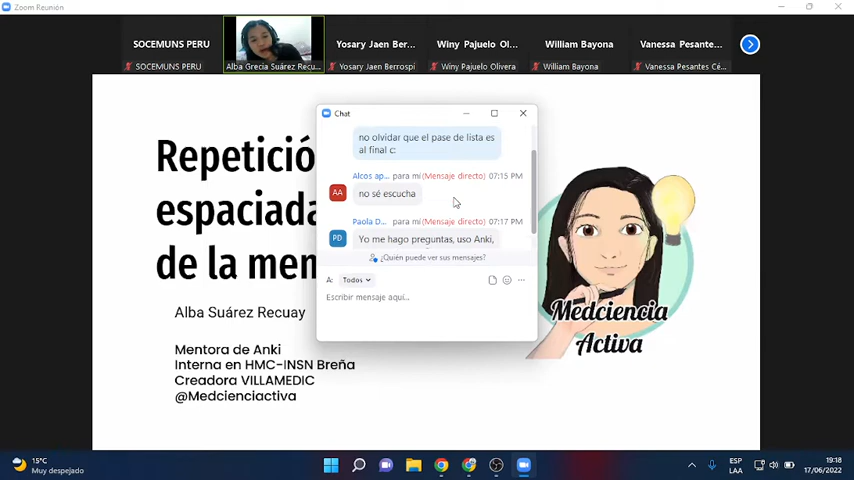 Zoom Reunión
SOCEMUNS PERU
Yosary Jaen Berr...
Winy Pajuelo Ol...
William Bayona
Vanessa Pesante...
SOCEMUNS PERU
Alba Grecia Suárez Recu...
Yosary Jaen Berrospi
Winy Pajuelo Olivera
William Bayona
Vanessa Pesantes Cé...
Chat
no olvidar que el pase de lista es
al final c:
Alcos ap... para mí (Mensaje directo) 07:15 PM
AA
no sé escucha
Paola D... para mí (Mensaje directo) 07:17 PM
PD
Yo me hago preguntas, uso Anki,
¿Quién puede ver sus mensajes?
A: Todos
Escribir mensaje aquí...
Repetició
espaciada
de la men
Alba Suárez Recuay
Mentora de Anki
Interna en HMC-INSN Breña
Creadora VILLAMEDIC
@Medcienciactiva
Medciencia
Activa
15°C
Muy despejado
ESP
LAA
19:18
17/06/2022